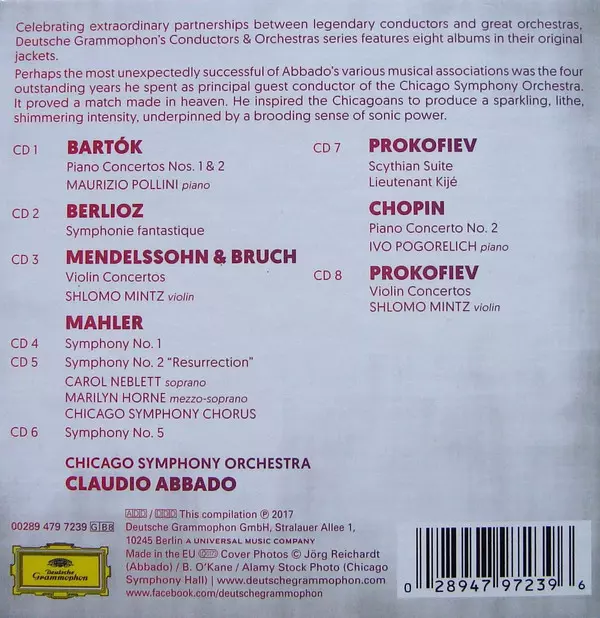 Celebrating extraordinary partnerships between legendary conductors and great orchestras,
Deutsche Grammophon's Conductors & Orchestras series features eight albums in their original
jackets.
Perhaps the most unexpectedly successful of Abbado's various musical associations was the four
outstanding years he spent as principal guest conductor of the Chicago Symphony Orchestra.
It proved a match made in heaven. He inspired the Chicagoans to produce a sparkling, lithe,
shimmering intensity, underpinned by a brooding sense of sonic power.
CD 1 BARTÓK
Piano Concertos Nos. 1 & 2
MAURIZIO POLLINI piano
CD 2 BERLIOZ
Symphonie fantastique
CD 3 MENDELSSOHN & BRUCH
Violin Concertos
SHLOMO MINTZ violin
MAHLER
CD 4 Symphony No. 1
CD 5 Symphony No. 2 "Resurrection"
CAROL NEBLETT soprano
MARILYN HORNE mezzo-soprano
CHICAGO SYMPHONY CHORUS
CD 6 Symphony No. 5
CD 7 PROKOFIEV
Scythian Suite
Lieutenant Kijé
CHOPIN
Piano Concerto No. 2
IVO POGORELICH piano
CD 8 PROKOFIEV
Violin Concertos
SHLOMO MINTZ violin
CHICAGO SYMPHONY ORCHESTRA
CLAUDIO ABBADO
00289 479 7239 GB8
ADD / DDD This compilation ℗ 2017
Deutsche Grammophon GmbH, Stralauer Allee 1,
10245 Berlin A UNIVERSAL MUSIC COMPANY
Made in the EU Cover Photos © Jörg Reichardt
(Abbado) / B. O'Kane / Alamy Stock Photo (Chicago
Symphony Hall) | www.deutschegrammophon.com
www.facebook.com/deutschegrammophon
Deutsche
Grammophon
0 28947 97239 6